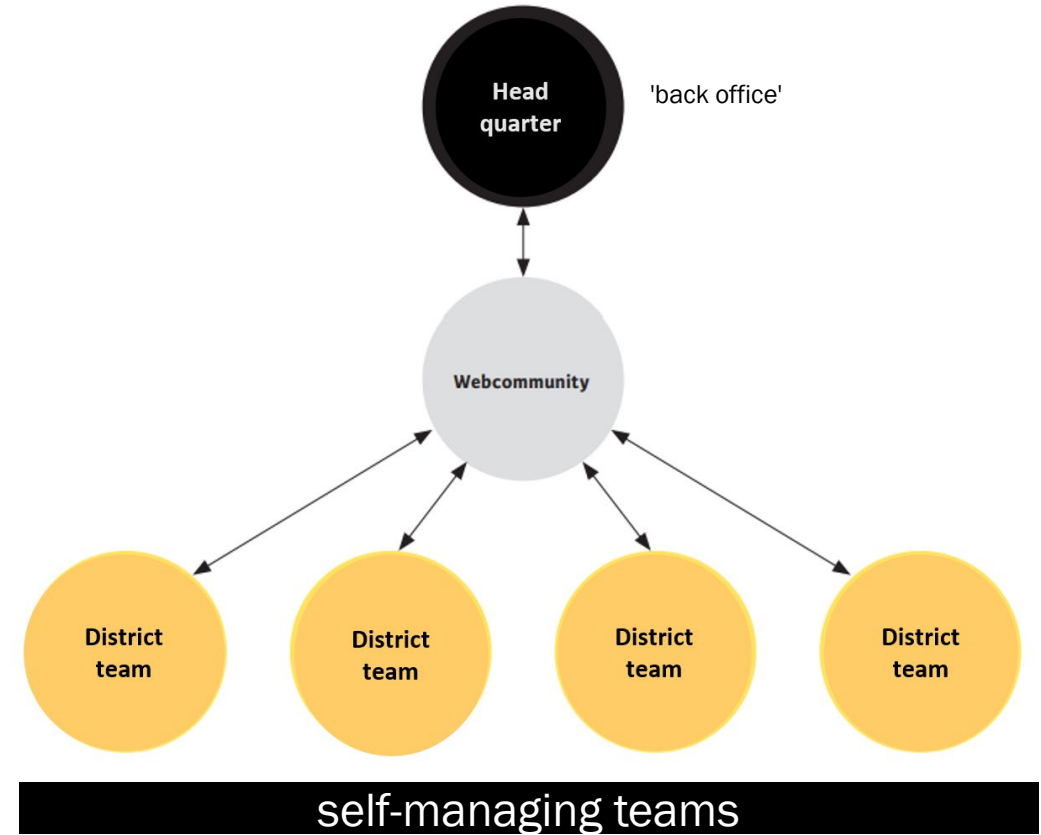 Head
quarter
'back office'
Webcommunity
District
team
District
team
District
team
District
team
self-managing teams